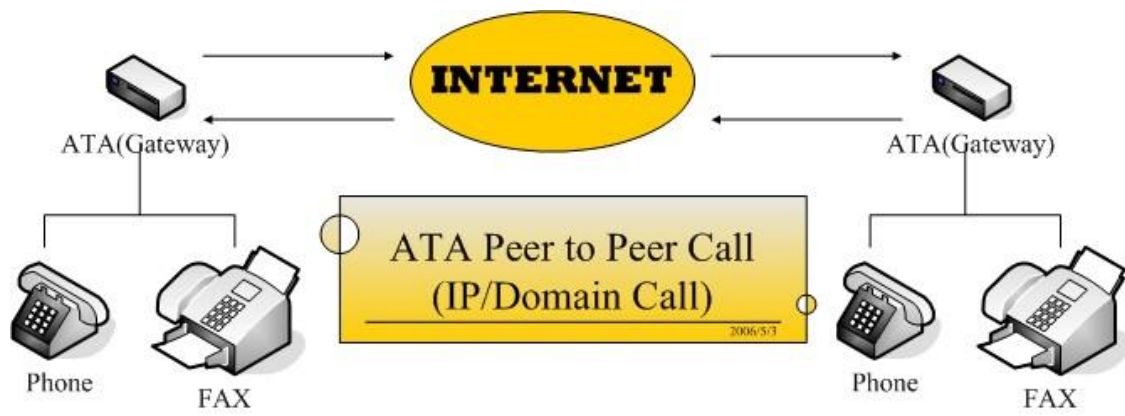 INTERNET
ATA(Gateway)
ATA(Gateway)
ATA Peer to Peer Call
(IP/Domain Call)
2006/5/3
Phone
FAX
Phone
FAX